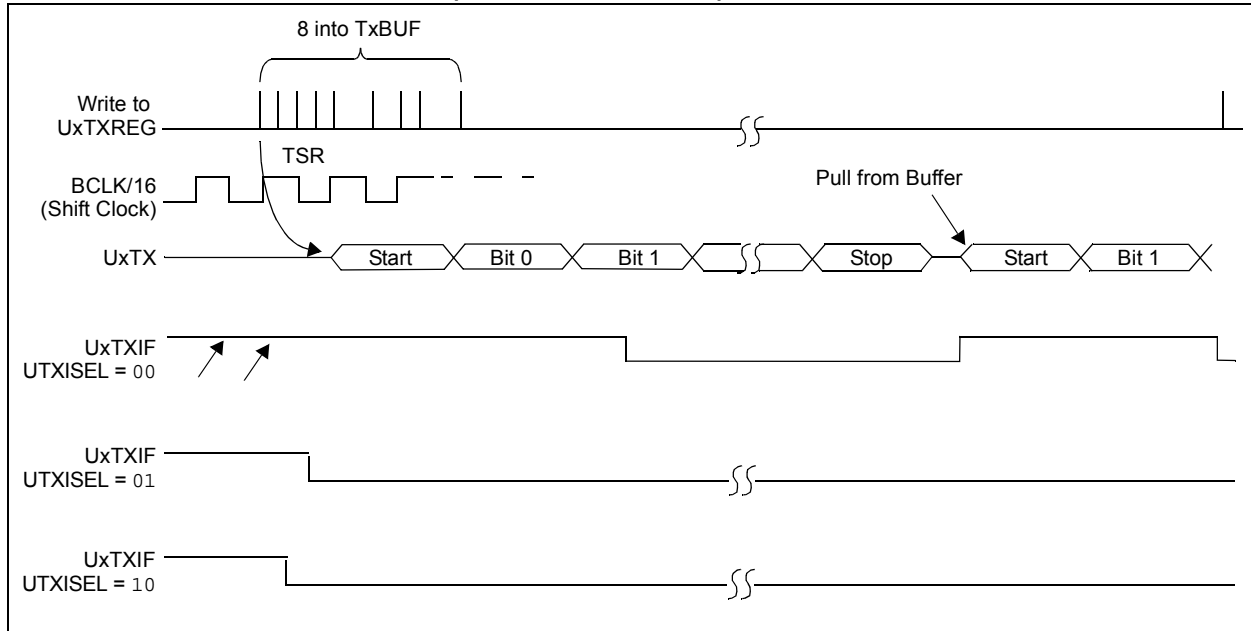 8 into TxBUF
Write to
UxTXREG
TSR
BCLK/16
(Shift Clock)
Pull from Buffer
UxTX
Start
Bit 0
Bit 1
Stop
Start
Bit 1
UxTXIF
UTXISEL = 00
UxTXIF
UTXISEL = 01
UxTXIF
UTXISEL = 10